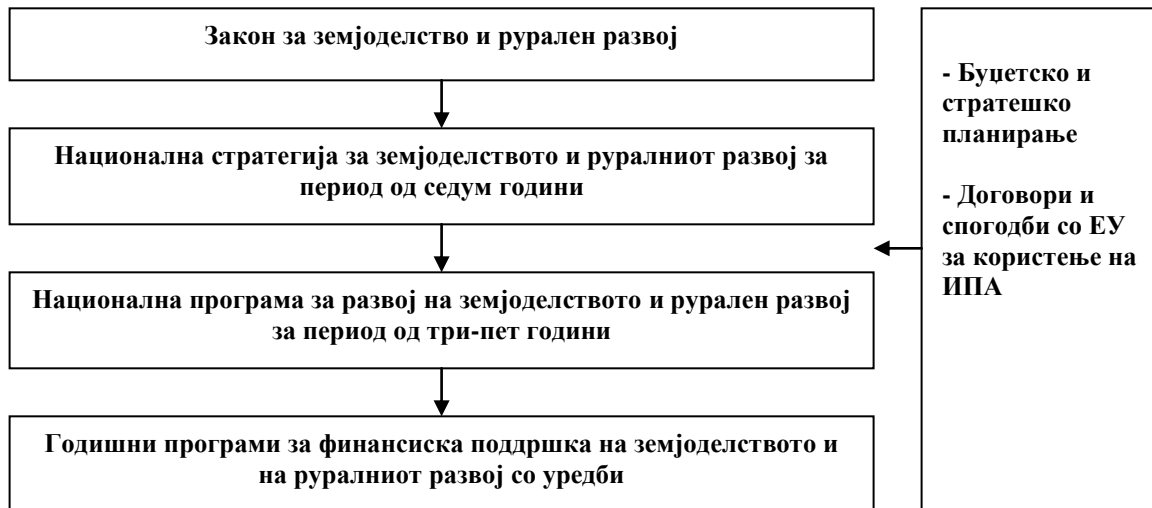 Закон за земјоделство и рурален развој
Национална стратегија за земјоделството и руралниот развој за
период од седум години
Национална програма за развој на земјоделството и рурален развој
за период од три-пет години
Годишни програми за финансиска поддршка на земјоделството и
на руралниот развој со уредби
- Буџетско и
стратешко
планирање
- Договори и
спогодби со ЕУ
за користење на
ИПА